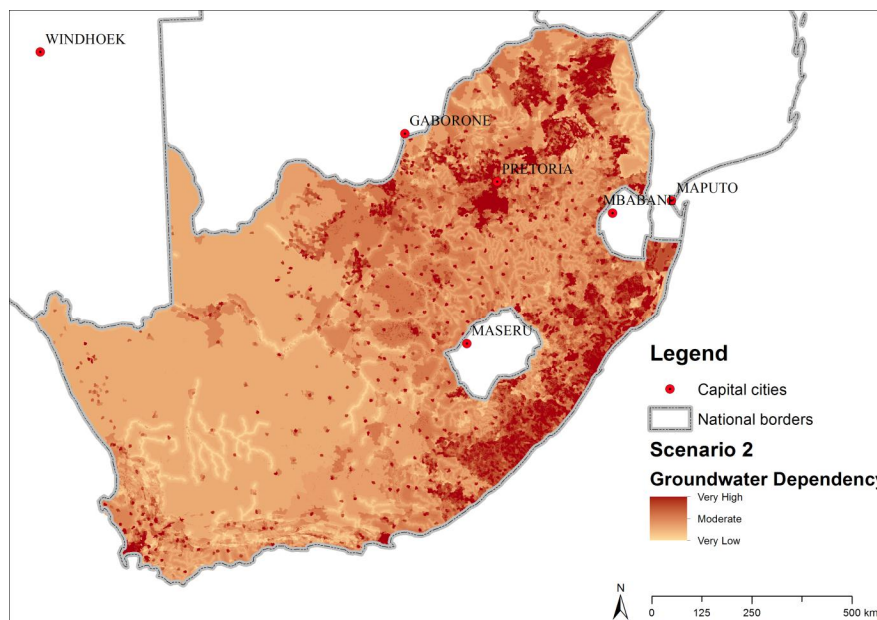 WINDHOEK
GABORONE
PRETORIA
MBABANE
MAPUTO
MASERU
Legend
Capital cities
National borders
Scenario 2
Groundwater Dependency
Very High
Moderate
Very Low
N
0 125 250 500 km